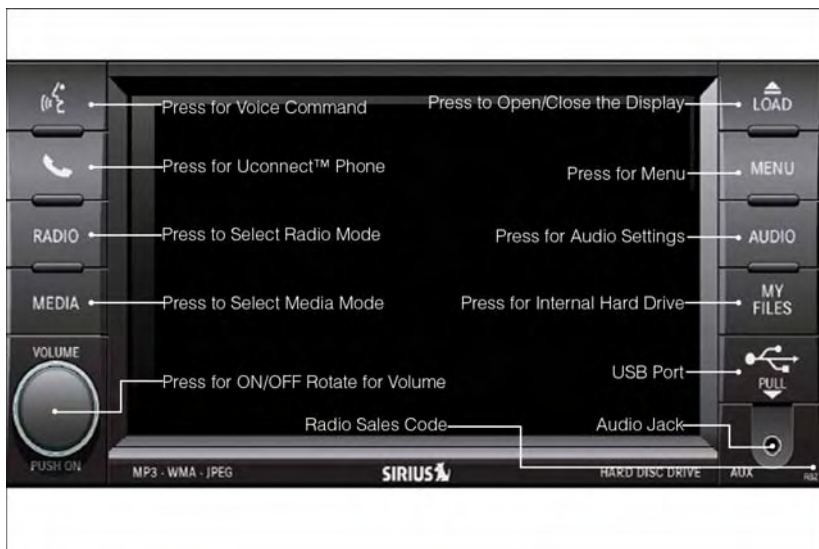 Press for Voice Command
Press to Open/Close the Display
LOAD
Press for Uconnect™ Phone
Press for Menu
MENU
RADIO
Press to Select Radio Mode
Press for Audio Settings
AUDIO
MEDIA
Press to Select Media Mode
Press for Internal Hard Drive
MY
FILES
VOLUME
Press for ON/OFF Rotate for Volume
USB Port
PULL
Radio Sales Code
Audio Jack
PUSH ON
MP3 - WMA - JPEG
SIRIUS
HARD DISC DRIVE
AUX
RBZ